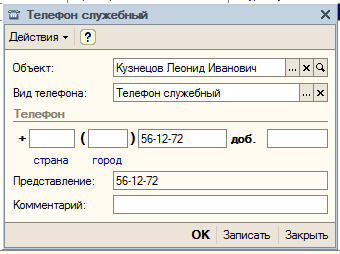 Телефон служебный
Действия ?
Объект: Кузнецов Леонид Иванович ... ×
Вид телефона: Телефон служебный ... ×
Телефон
+ ( ) 56-12-72 доб.
страна город
Представление: 56-12-72
Комментарий:
OK Записать Закрыть